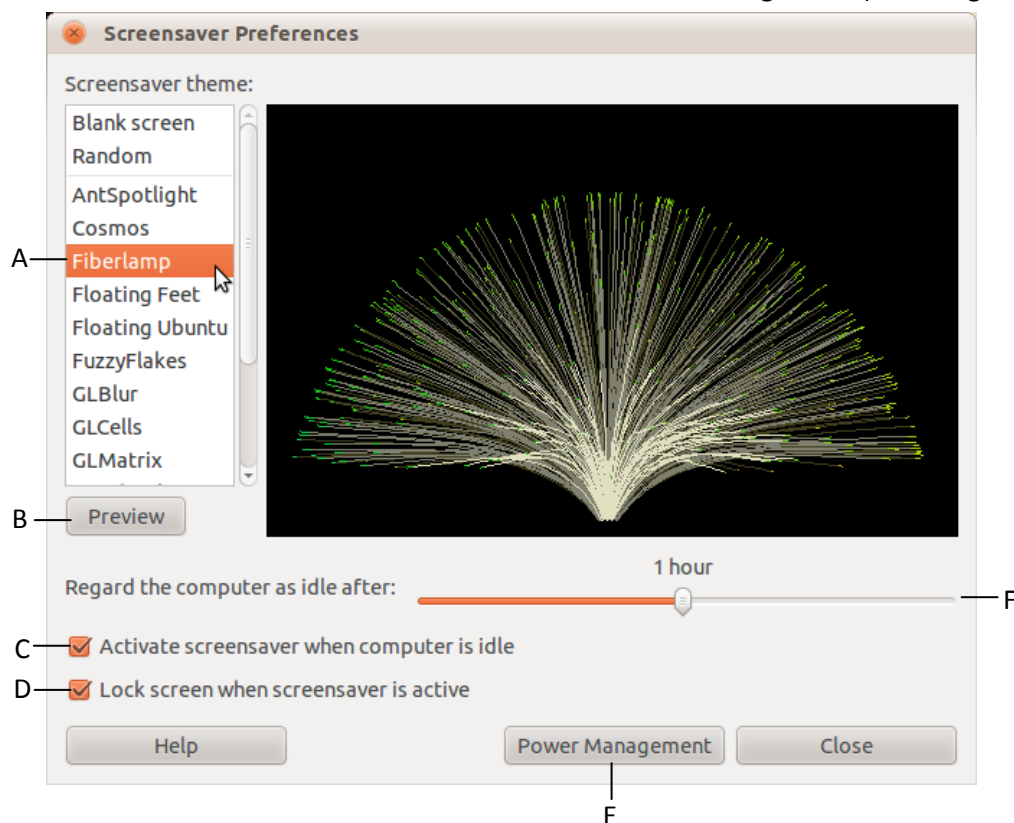 Screensaver Preferences
Screensaver theme:
Blank screen
Random
AntSpotlight
Cosmos
A
Fiberlamp
Floating Feet
Floating Ubuntu
FuzzyFlakes
GLBlur
GLCells
GLMatrix
B
Preview
1 hour
Regard the computer as idle after:
F
C
Activate screensaver when computer is idle
D
Lock screen when screensaver is active
Help
Power Management
Close
E